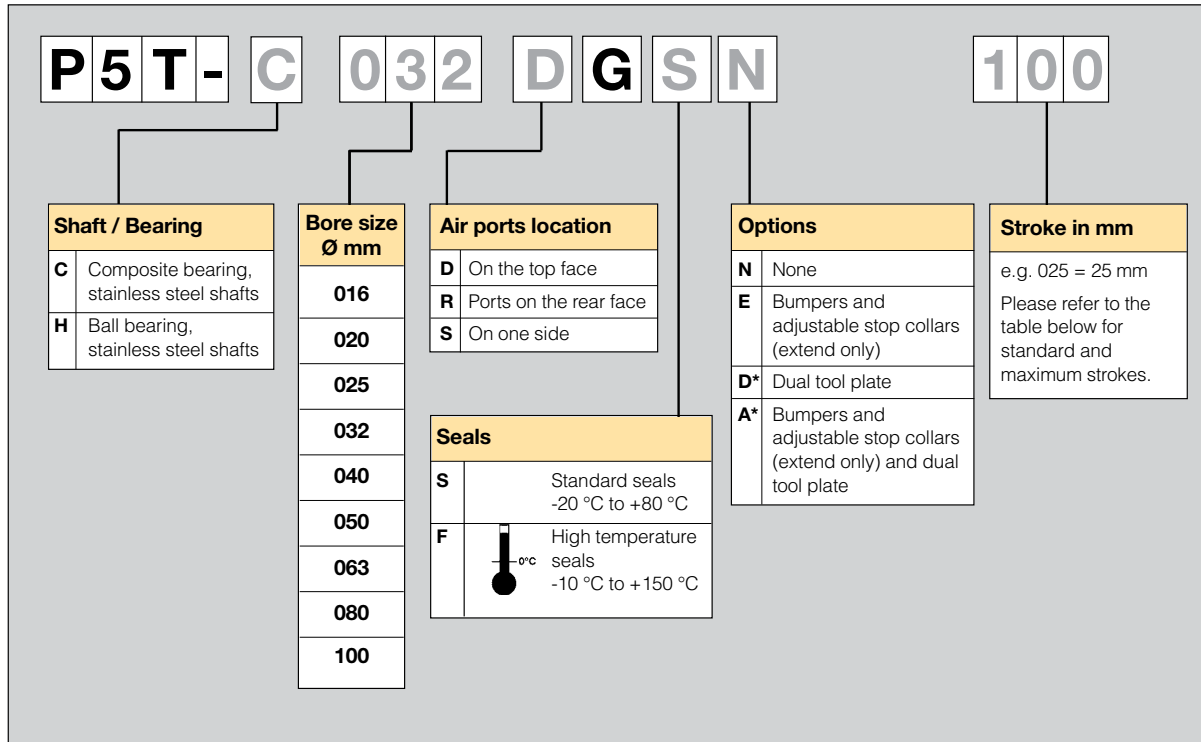 P5T- C 032 D G S N 100
Shaft / Bearing
C Composite bearing,
stainless steel shafts
H Ball bearing,
stainless steel shafts
Bore size
Ø mm
016
020
025
032
040
050
063
080
100
Air ports location
D On the top face
R Ports on the rear face
S On one side
Seals
S Standard seals
-20 °C to +80 °C
F High temperature
0°C seals
-10 °C to +150 °C
Options
N None
E Bumpers and
adjustable stop collars
(extend only)
D* Dual tool plate
A* Bumpers and
adjustable stop collars
(extend only) and dual
tool plate
Stroke in mm
e.g. 025 = 25 mm
Please refer to the
table below for
standard and
maximum strokes.